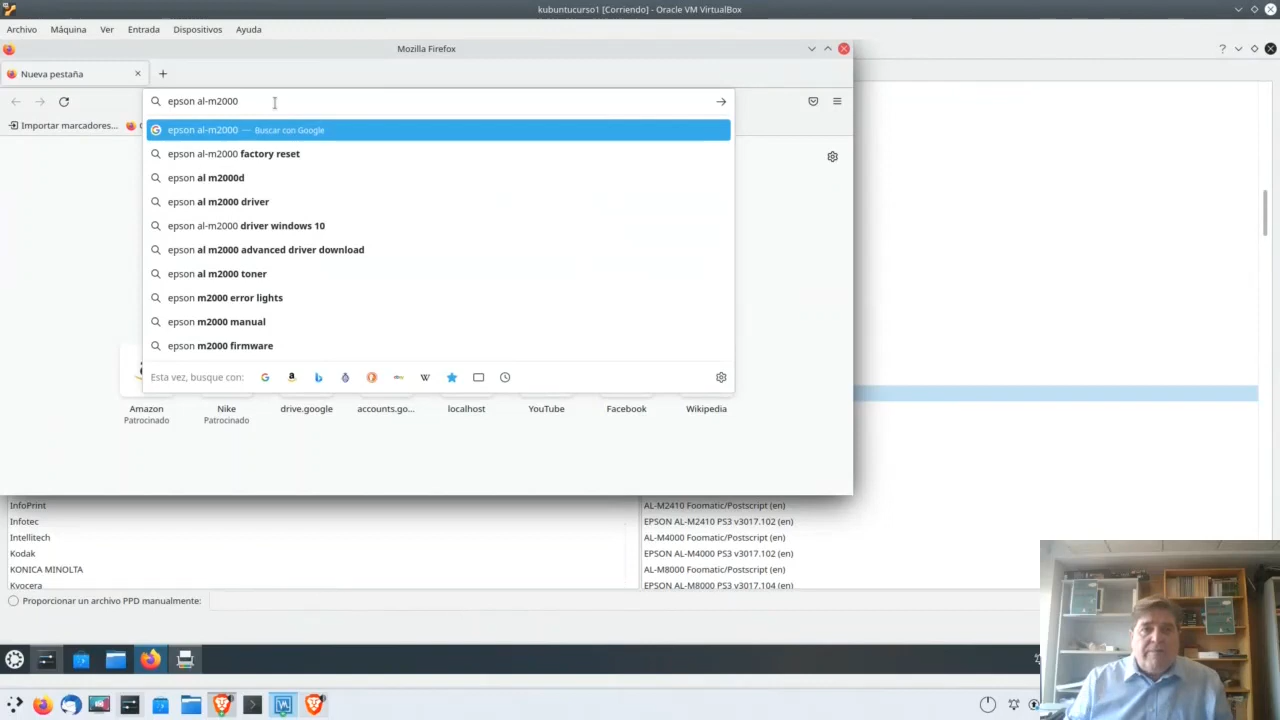 kubuntucurso1 [Corriendo] - Oracle VM VirtualBox
Archivo Máquina Ver Entrada Dispositivos Ayuda
Mozilla Firefox
Nueva pestaña
epson al-m2000
Importar marcadores...
epson al-m2000 — Buscar con Google
epson al-m2000 factory reset
epson al m2000d
epson al m2000 driver
epson al-m2000 driver windows 10
epson al m2000 advanced driver download
epson al m2000 toner
epson m2000 error lights
epson m2000 manual
epson m2000 firmware
Esta vez, busque con:
Amazon Nike drive.google accounts.go... localhost YouTube Facebook Wikipedia
Patrocinado Patrocinado
InfoPrint AL-M2410 Foomatic/Postscript (en)
Infotec EPSON AL-M2410 PS3 v3017.102 (en)
Intellitech AL-M4000 Foomatic/Postscript (en)
Kodak EPSON AL-M4000 PS3 v3017.102 (en)
KONICA MINOLTA AL-M8000 Foomatic/Postscript (en)
Kyocera EPSON AL-M8000 PS3 v3017.104 (en)
Proporcionar un archivo PPD manualmente: